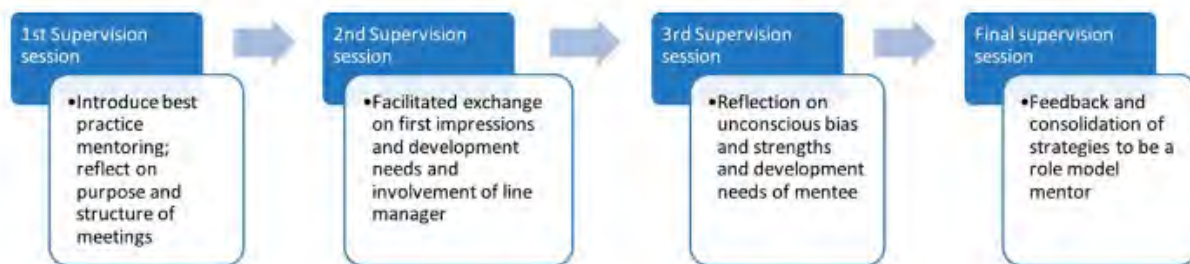 1st Supervision
session
•Introduce best
practice
mentoring;
reflect on
purpose and
structure of
meetings
2nd Supervision
session
•Facilitated exchange
on first impressions
and development
needs and
involvement of line
manager
3rd Supervision
session
•Reflection on
unconscious bias
and strengths
and development
needs of mentee
Final supervision
session
•Feedback and
consolidation of
strategies to be a
role model
mentor